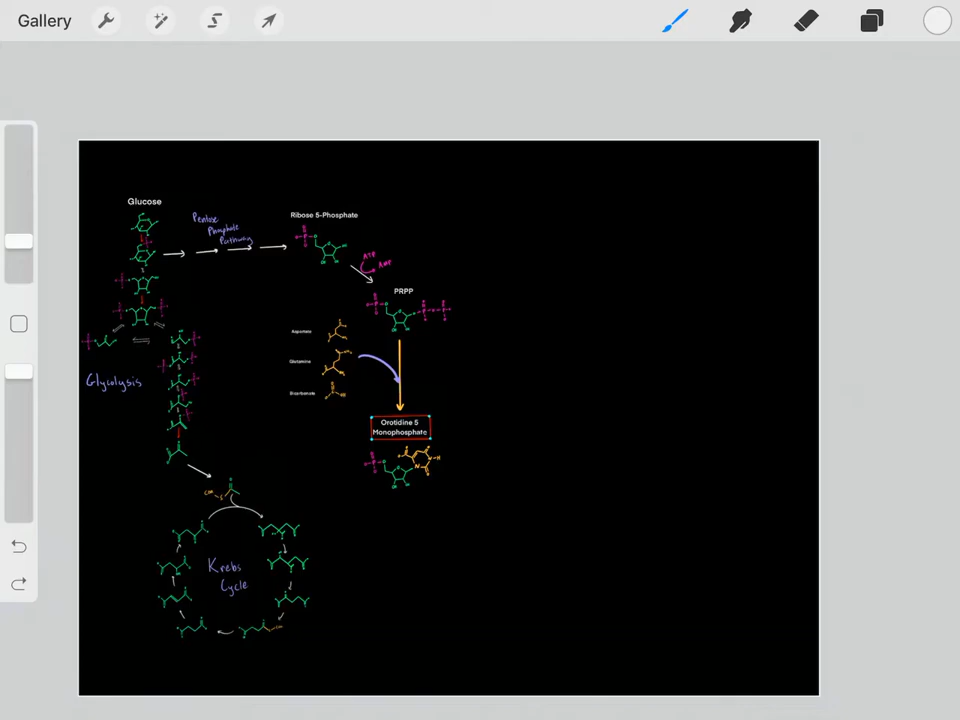 Gallery
Glucose
Pentose
Phosphate
Pathway
Ribose 5-Phosphate
ATP
AMP
PRPP
Aspartate
Glutamine
Bicarbonate
Glycolysis
Orotidine 5
Monophosphate
Krebs
Cycle